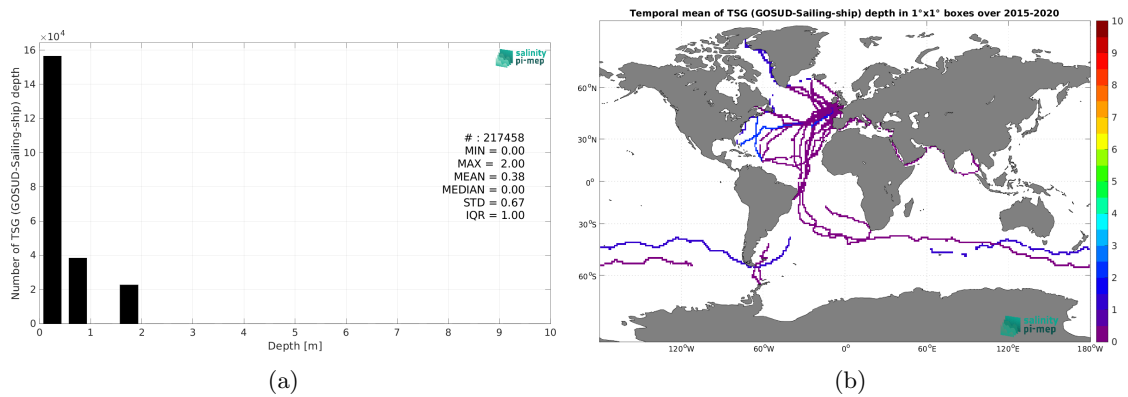 ×10⁴
16
14
12
10
8
6
4
2
0
Number of TSG (GOSUD-Sailing-ship) depth
salinity
pi-mep
# : 217458
MIN = 0.00
MAX = 2.00
MEAN = 0.38
MEDIAN = 0.00
STD = 0.67
IQR = 1.00
0 1 2 3 4 5 6 7 8 9 10
Depth [m]
(a)
Temporal mean of TSG (GOSUD-Sailing-ship) depth in 1°x1° boxes over 2015-2020
60°N
30°N
0°
30°S
60°S
120°W 60°W 0° 60°E 120°E 180°W
salinity
pi-mep
10
9
8
7
6
5
4
3
2
1
0
(b)